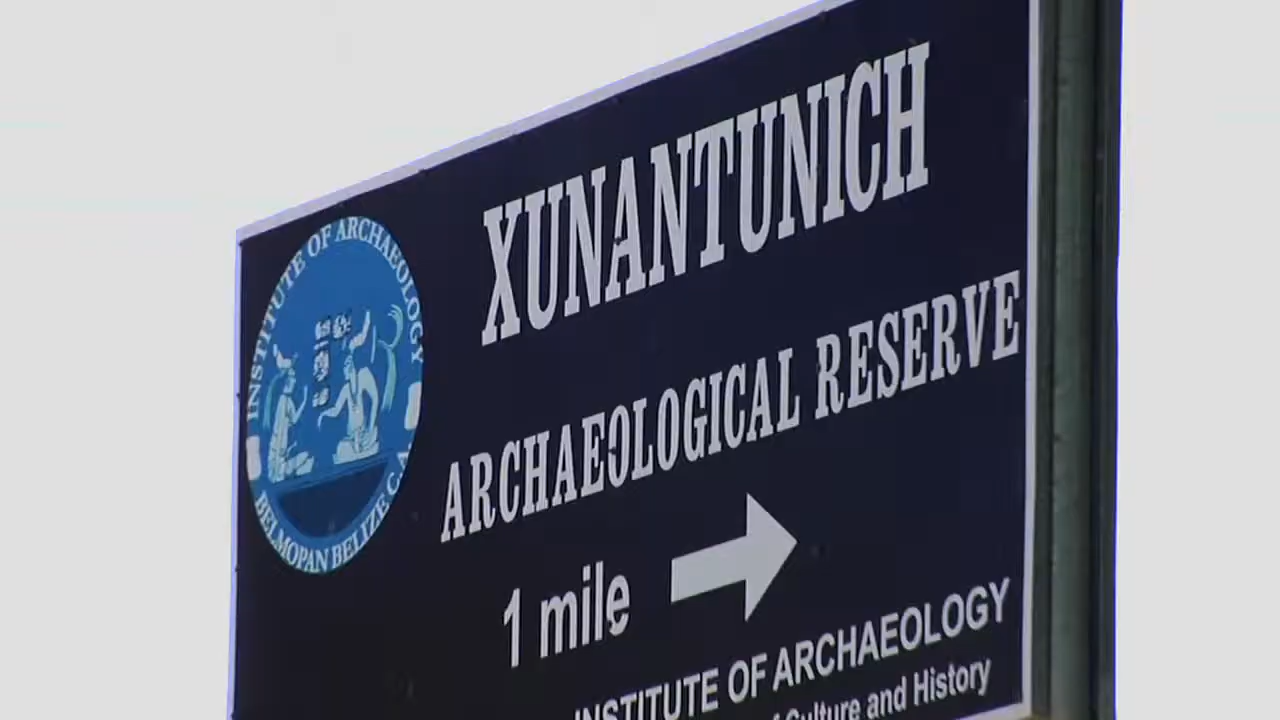 INSTITUTE OF ARCHAEOLOGY
BELMOPAN BELIZE C.A
XUNANTUNICH
ARCHAEOLOGICAL RESERVE
1 mile
INSTITUTE OF ARCHAEOLOGY
Culture and History